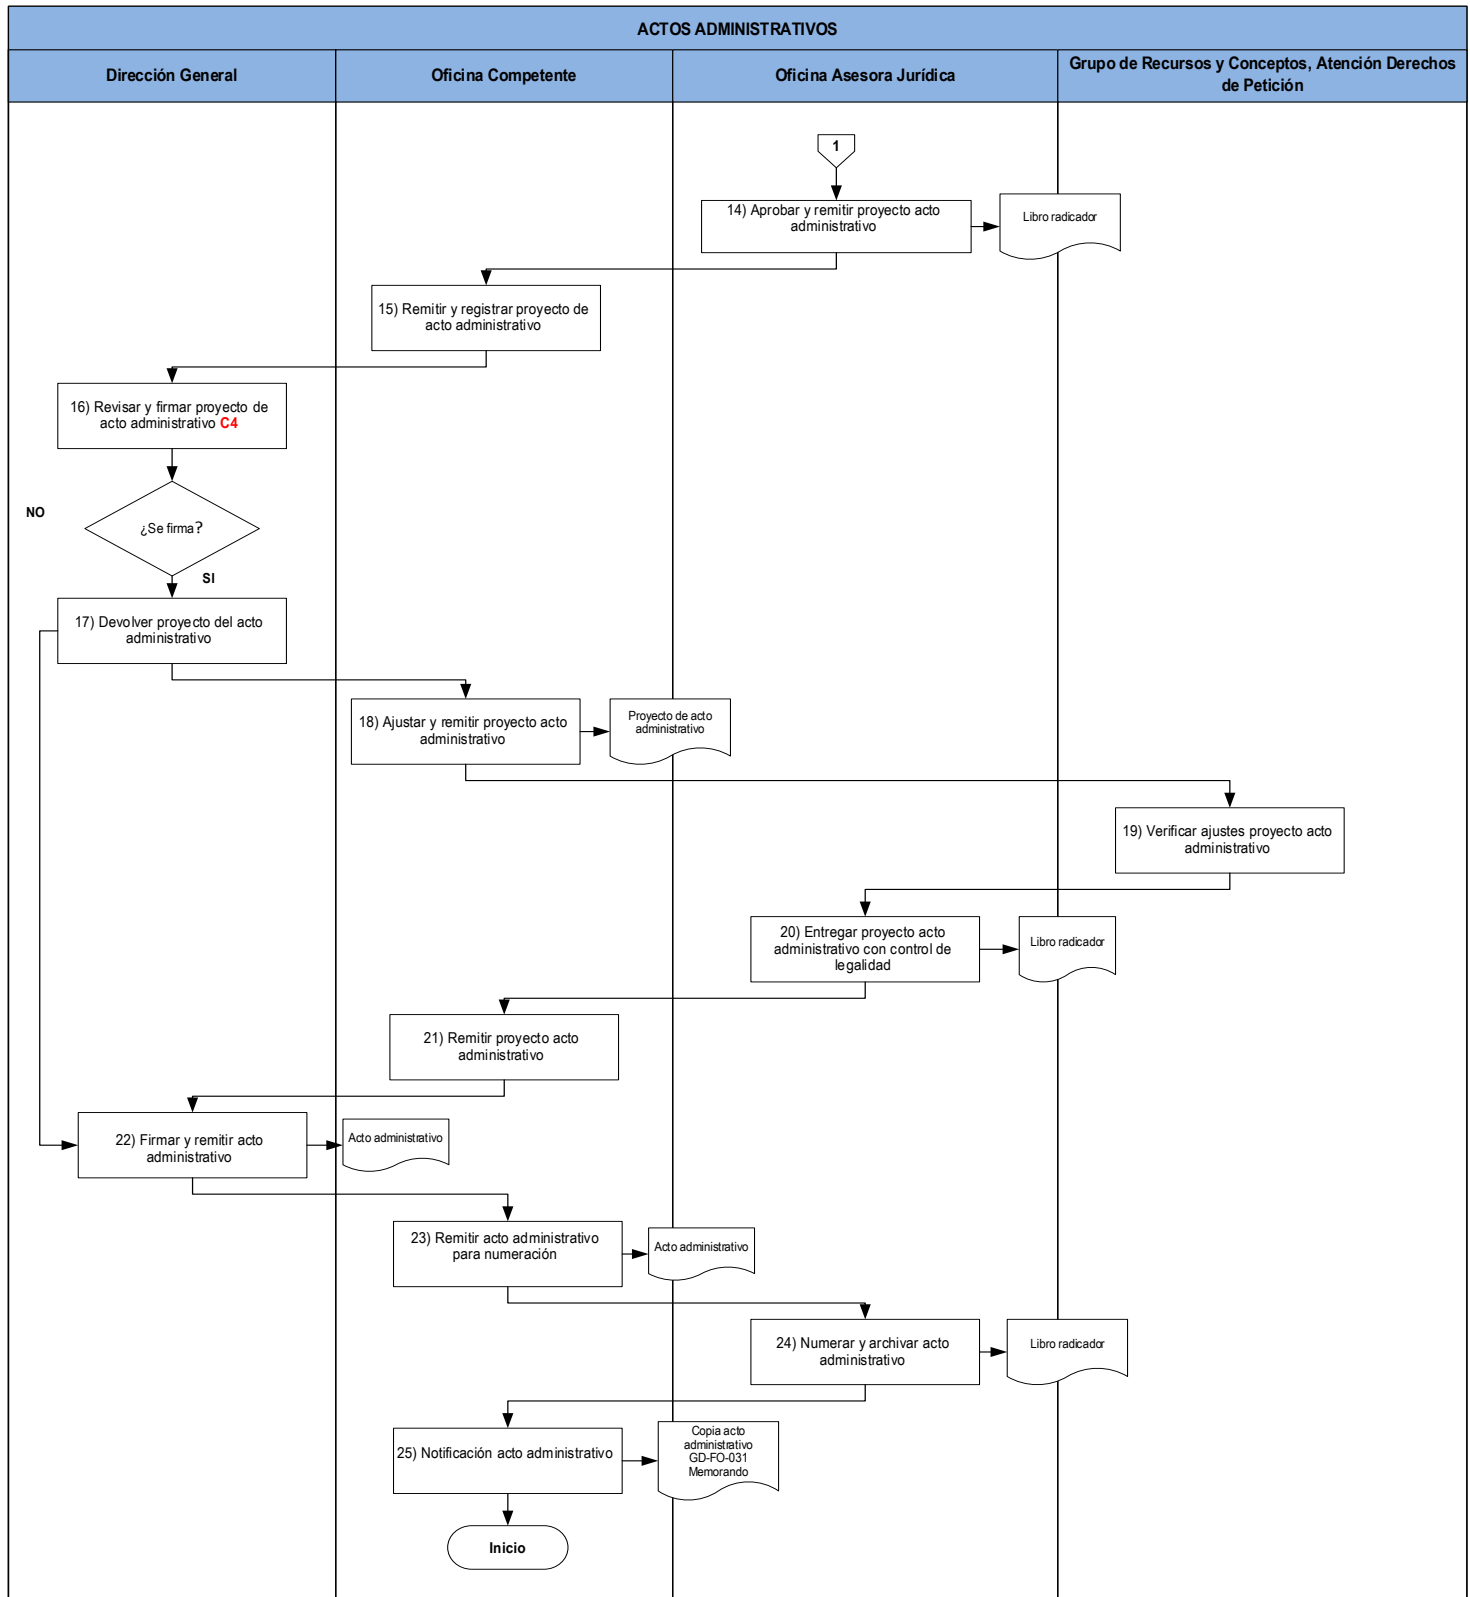 ACTOS ADMINISTRATIVOS
Dirección General
Oficina Competente
Oficina Asesora Jurídica
Grupo de Recursos y Conceptos, Atención Derechos
de Petición
1
14) Aprobar y remitir proyecto acto
administrativo
Libro radicador
15) Remitir y registrar proyecto de
acto administrativo
16) Revisar y firmar proyecto de
acto administrativo C4
NO
¿Se firma?
SI
17) Devolver proyecto del acto
administrativo
18) Ajustar y remitir proyecto acto
administrativo
Proyecto de acto
administrativo
19) Verificar ajustes proyecto acto
administrativo
20) Entregar proyecto acto
administrativo con control de
legalidad
Libro radicador
21) Remitir proyecto acto
administrativo
22) Firmar y remitir acto
administrativo
Acto administrativo
23) Remitir acto administrativo
para numeración
Acto administrativo
24) Numerar y archivar acto
administrativo
Libro radicador
25) Notificación acto administrativo
Copia acto
administrativo
GD-FO-031
Memorando
Inicio